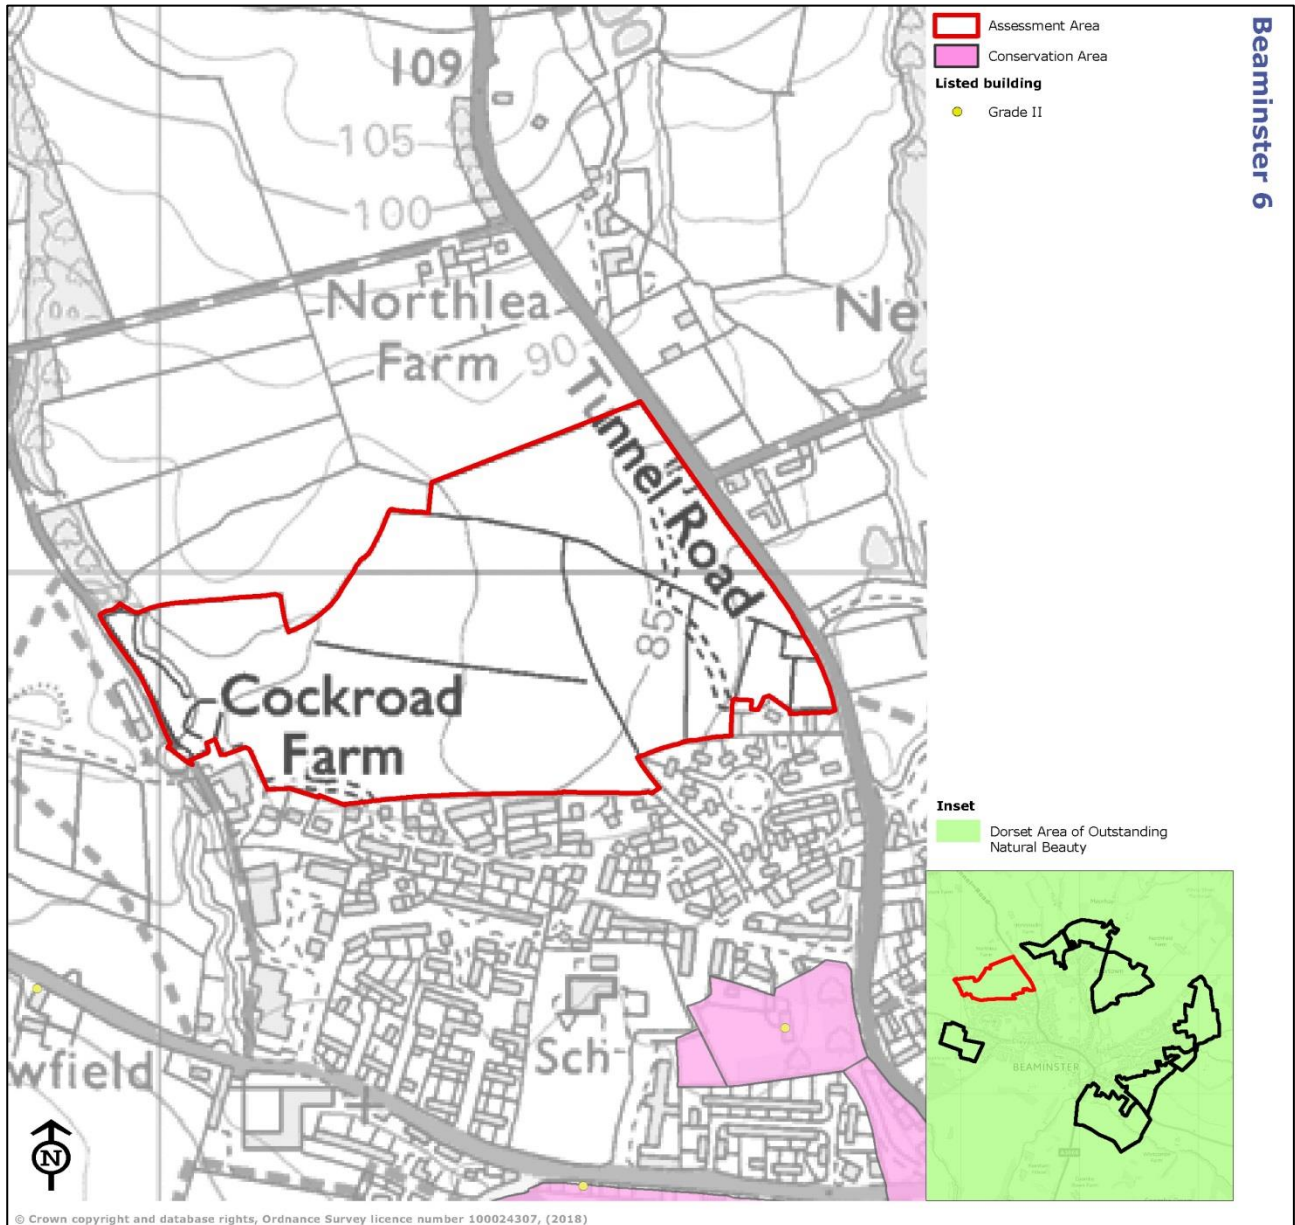 Assessment Area
Conservation Area
Listed building
Grade II
Beaminster 6
109
105
100
Northlea
Farm
90
Ne
Tunnel Road
85
Cockroad
Farm
Sch
wfield
N
Inset
Dorset Area of Outstanding
Natural Beauty
BEAMINSTER
© Crown copyright and database rights, Ordnance Survey licence number 100024307, (2018)